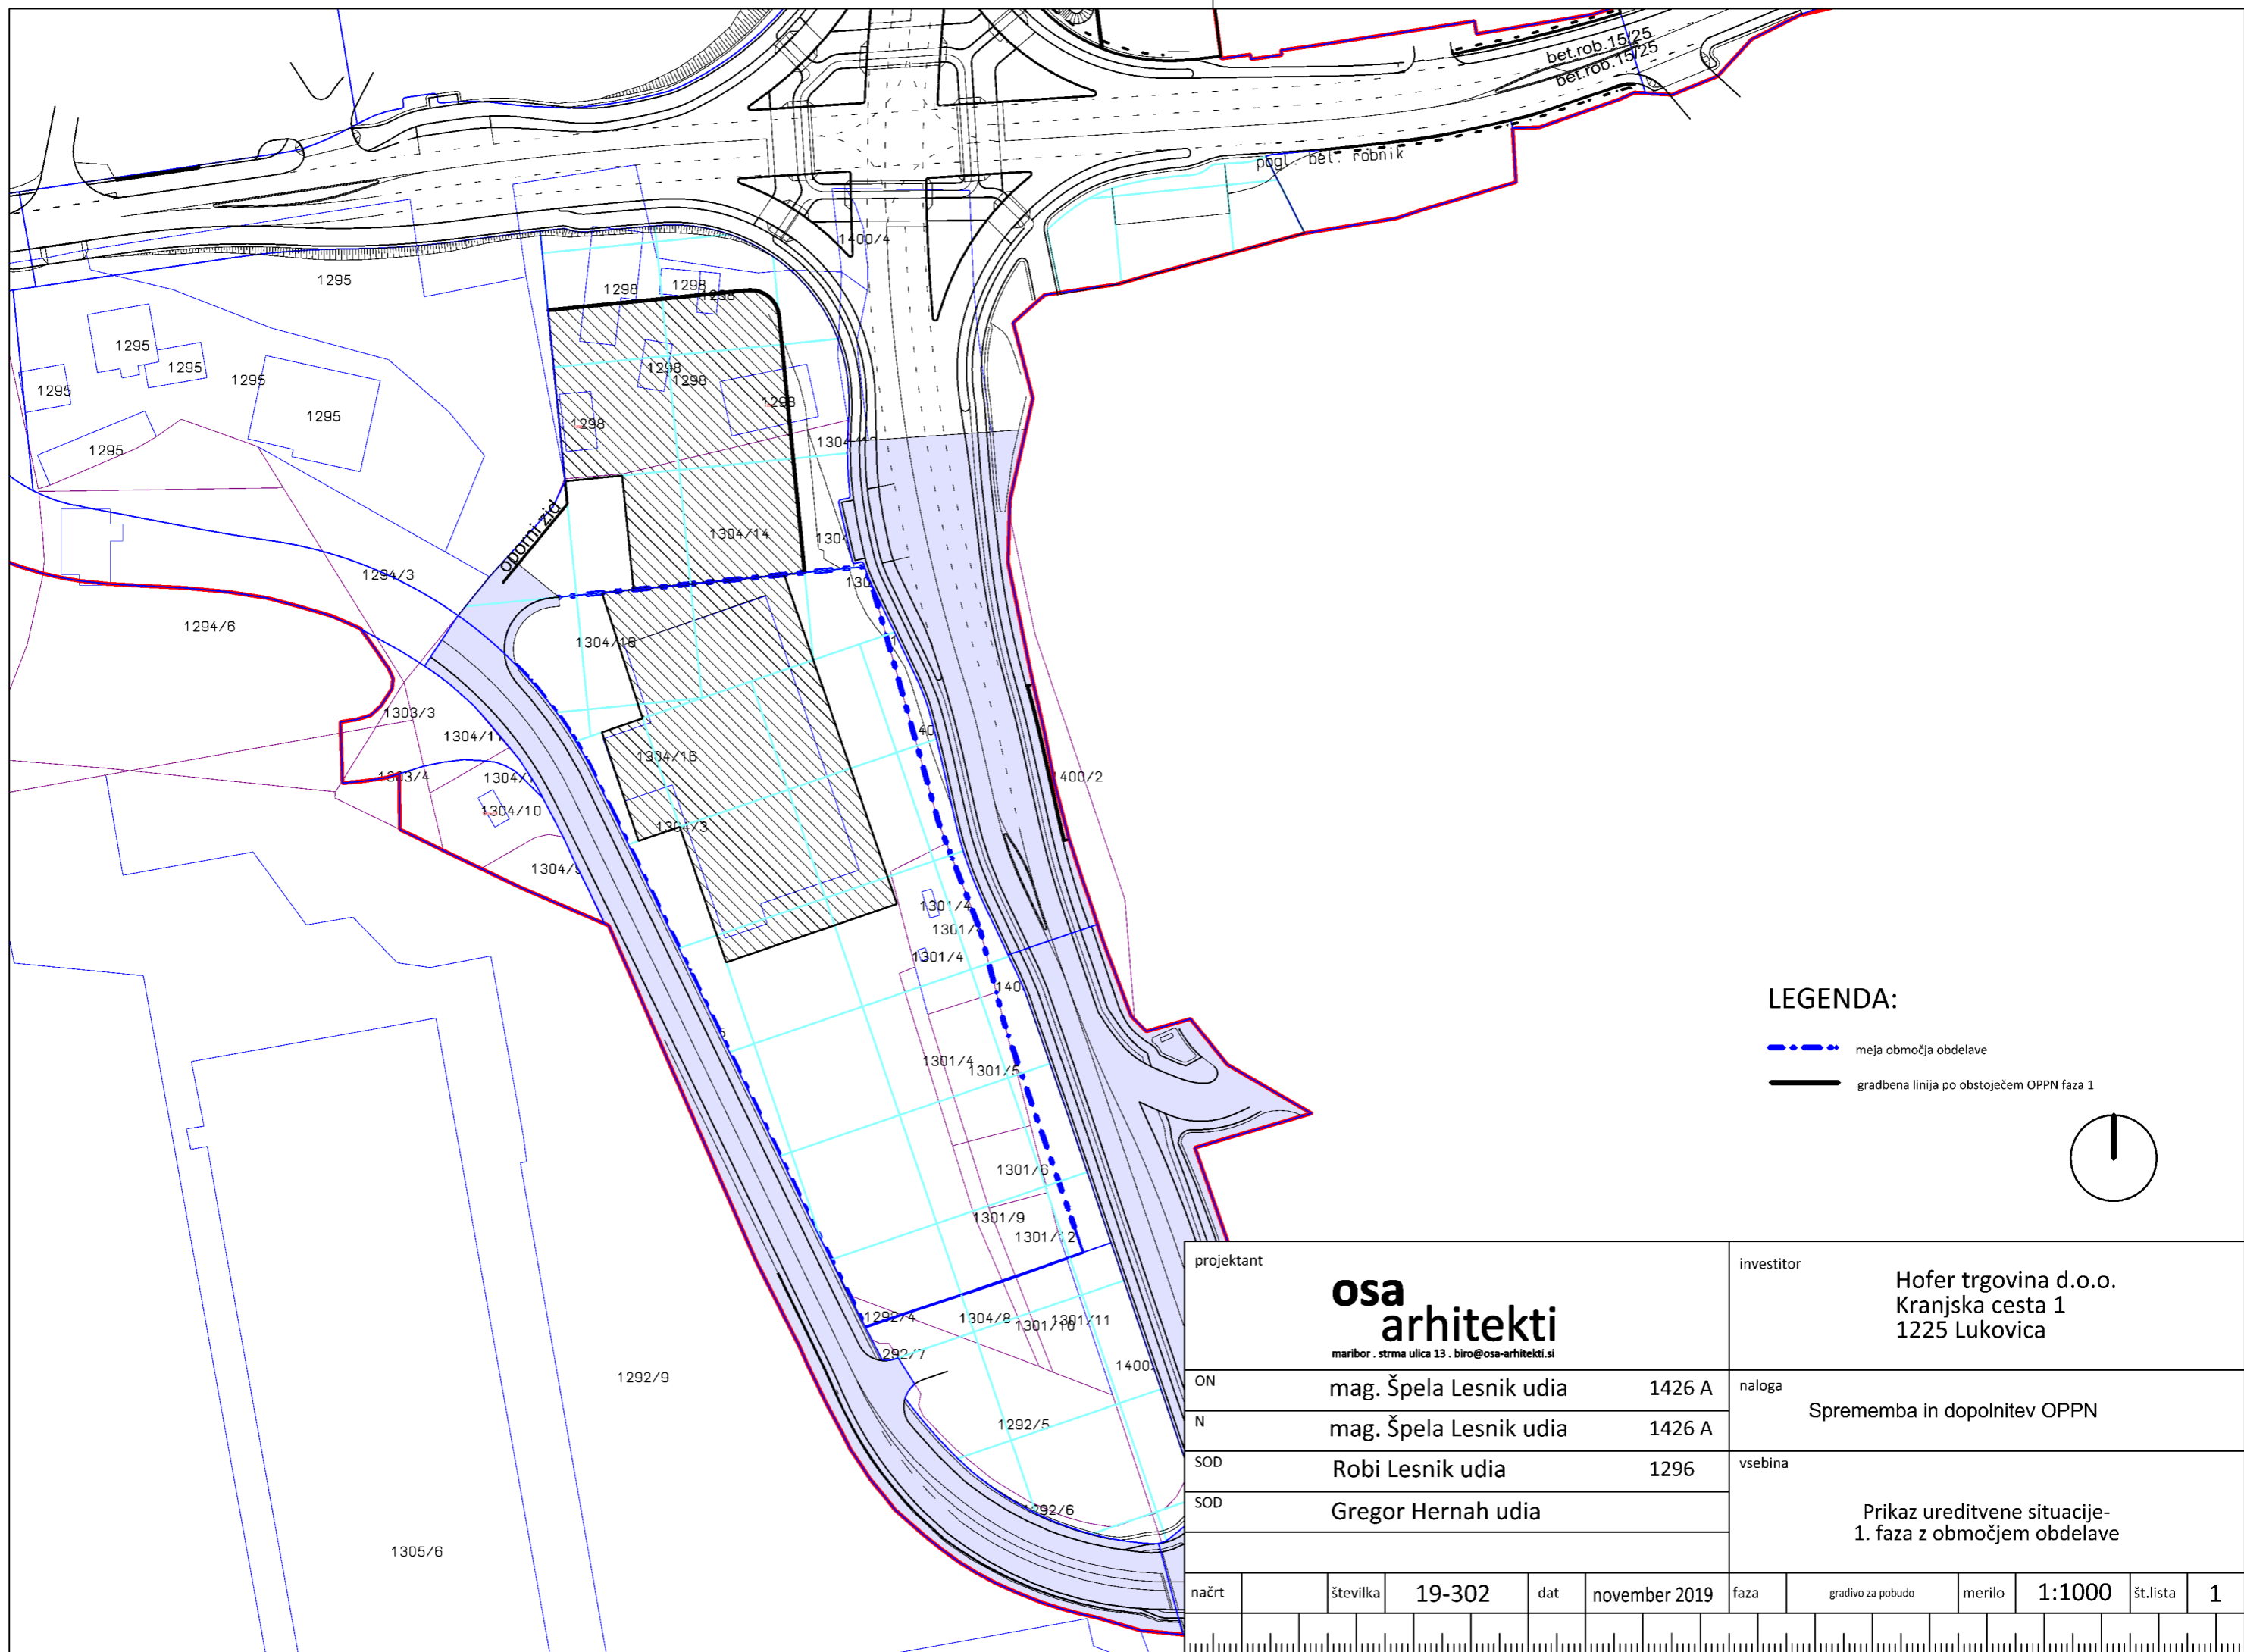 bet.rob.15/25
bet.rob.15/25
pogl. bet. robnik
1400/4
1295
1298
1298
1298
1295
1295
1295
1295
1295
1295
1298
1298
1298
1298
1304/14
oporni zid
1294/3
1294/6
1304/16
1303/3
1303/4
1304/10
1304/16
1304/3
1400/2
1301/4
1301/4
1301/4
1301/5
1301/6
1301/9
1301/12
1292/4
1304/8
1301/10
1301/11
1292/9
1292/5
1292/6
1305/6
LEGENDA:
meja območja obdelave
gradbena linija po obstoječem OPPN faza 1
projektant
osa
arhitekti
maribor . strma ulica 13 . biro@osa-arhitekti.si
investitor
Hofer trgovina d.o.o.
Kranjska cesta 1
1225 Lukovica
ON mag. Špela Lesnik udia 1426 A
N mag. Špela Lesnik udia 1426 A
SOD Robi Lesnik udia 1296
SOD Gregor Hernah udia
naloga
Sprememba in dopolnitev OPPN
vsebina
Prikaz ureditvene situacije-
1. faza z območjem obdelave
načrt številka 19-302 dat november 2019 faza gradivo za pobudo merilo 1:1000 št.lista 1